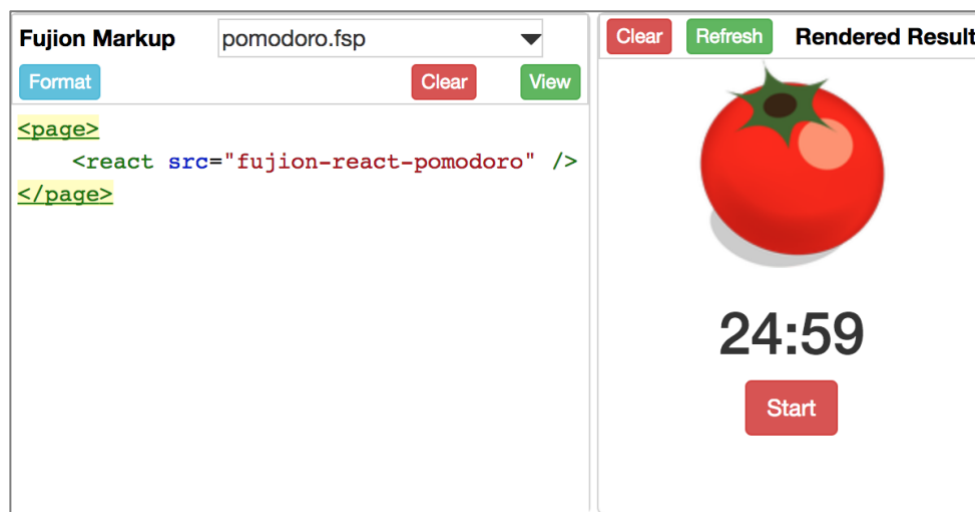 Fujion Markup pomodoro.fsp
Format Clear View
<page>
<react src="fujion-react-pomodoro" />
</page>
Clear Refresh Rendered Result
24:59
Start